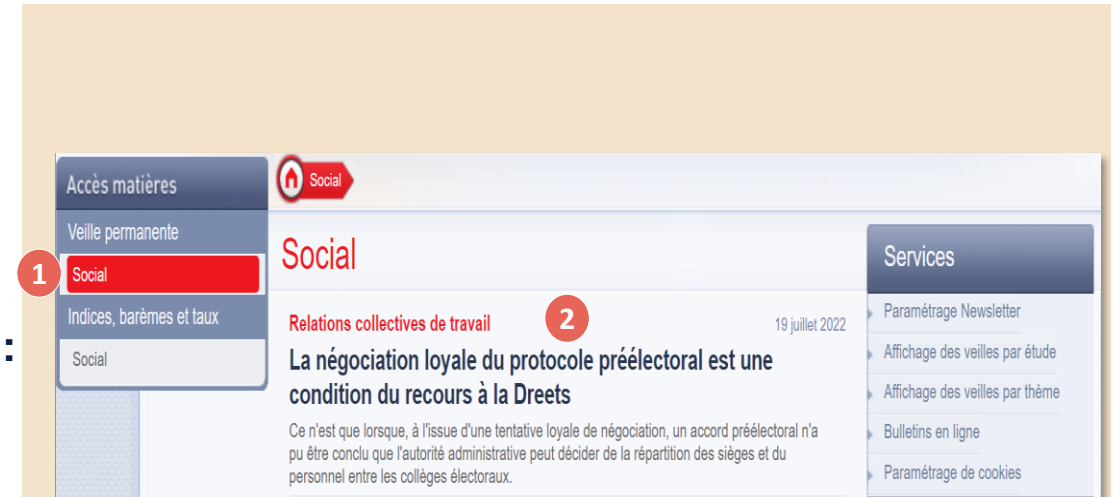 :
Accès matières
Veille permanente
1
Social
Indices, barèmes et taux
Social
Social
Social
Relations collectives de travail
2
19 juillet 2022
La négociation loyale du protocole préélectoral est une
condition du recours à la Dreets
Ce n'est que lorsque, à l'issue d'une tentative loyale de négociation, un accord préélectoral n'a
pu être conclu que l'autorité administrative peut décider de la répartition des sièges et du
personnel entre les collèges électoraux.
Services
Paramétrage Newsletter
Affichage des veilles par étude
Affichage des veilles par thème
Bulletins en ligne
Paramétrage de cookies